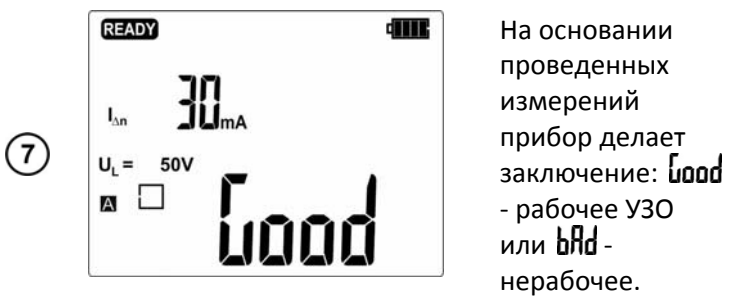 READY
I∆n 30mA
7
UL = 50V
A
Good
На основании
проведенных
измерений
прибор делает
заключение: Good
- рабочее УЗО
или bAd -
нерабочее.